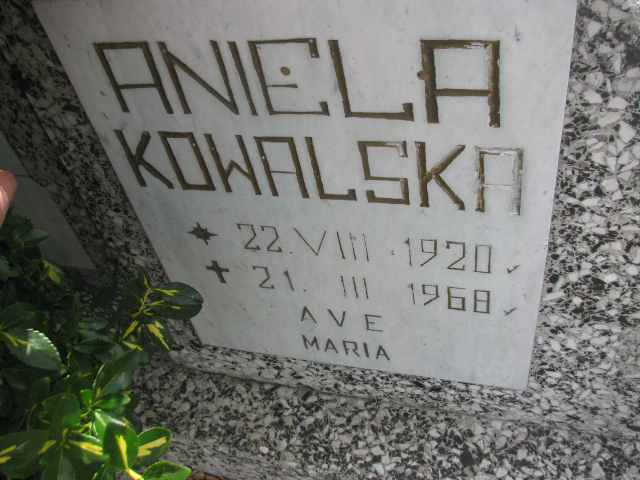 ANIELA
KOWALSKA
* 22. VIII. 1920 r
† 21. III 1968 r
AVE
MARIA